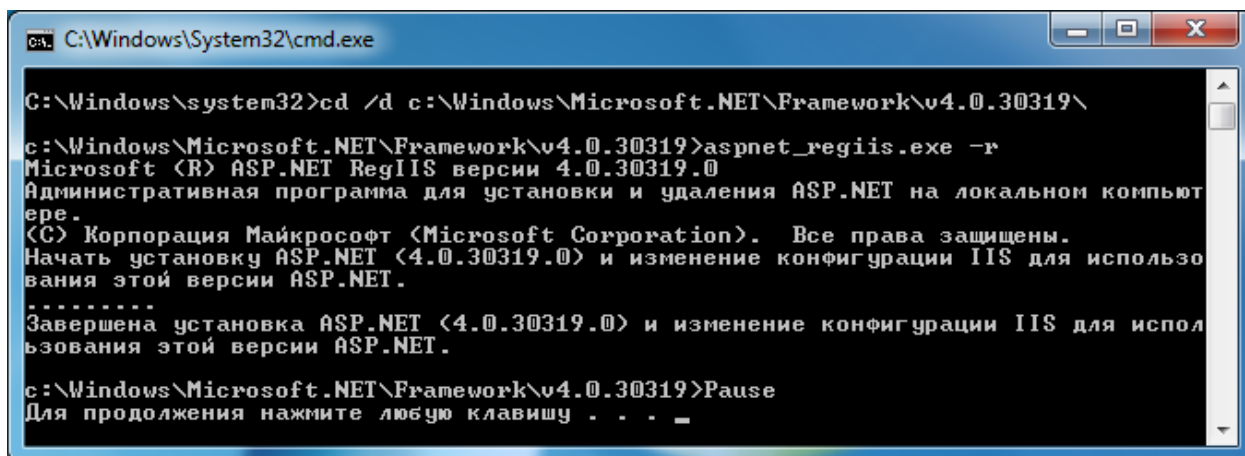 C:\Windows\System32\cmd.exe
C:\Windows\system32>cd /d c:\Windows\Microsoft.NET\Framework\v4.0.30319\
c:\Windows\Microsoft.NET\Framework\v4.0.30319>aspnet_regiis.exe -r
Microsoft (R) ASP.NET RegIIS версии 4.0.30319.0
Административная программа для установки и удаления ASP.NET на локальном компьют
ере.
(C) Корпорация Майкрософт (Microsoft Corporation).  Все права защищены.
Начать установку ASP.NET (4.0.30319.0) и изменение конфигурации IIS для использо
вания этой версии ASP.NET.
.........
Завершена установка ASP.NET (4.0.30319.0) и изменение конфигурации IIS для испол
ьзования этой версии ASP.NET.
c:\Windows\Microsoft.NET\Framework\v4.0.30319>Pause
Для продолжения нажмите любую клавишу . . . _